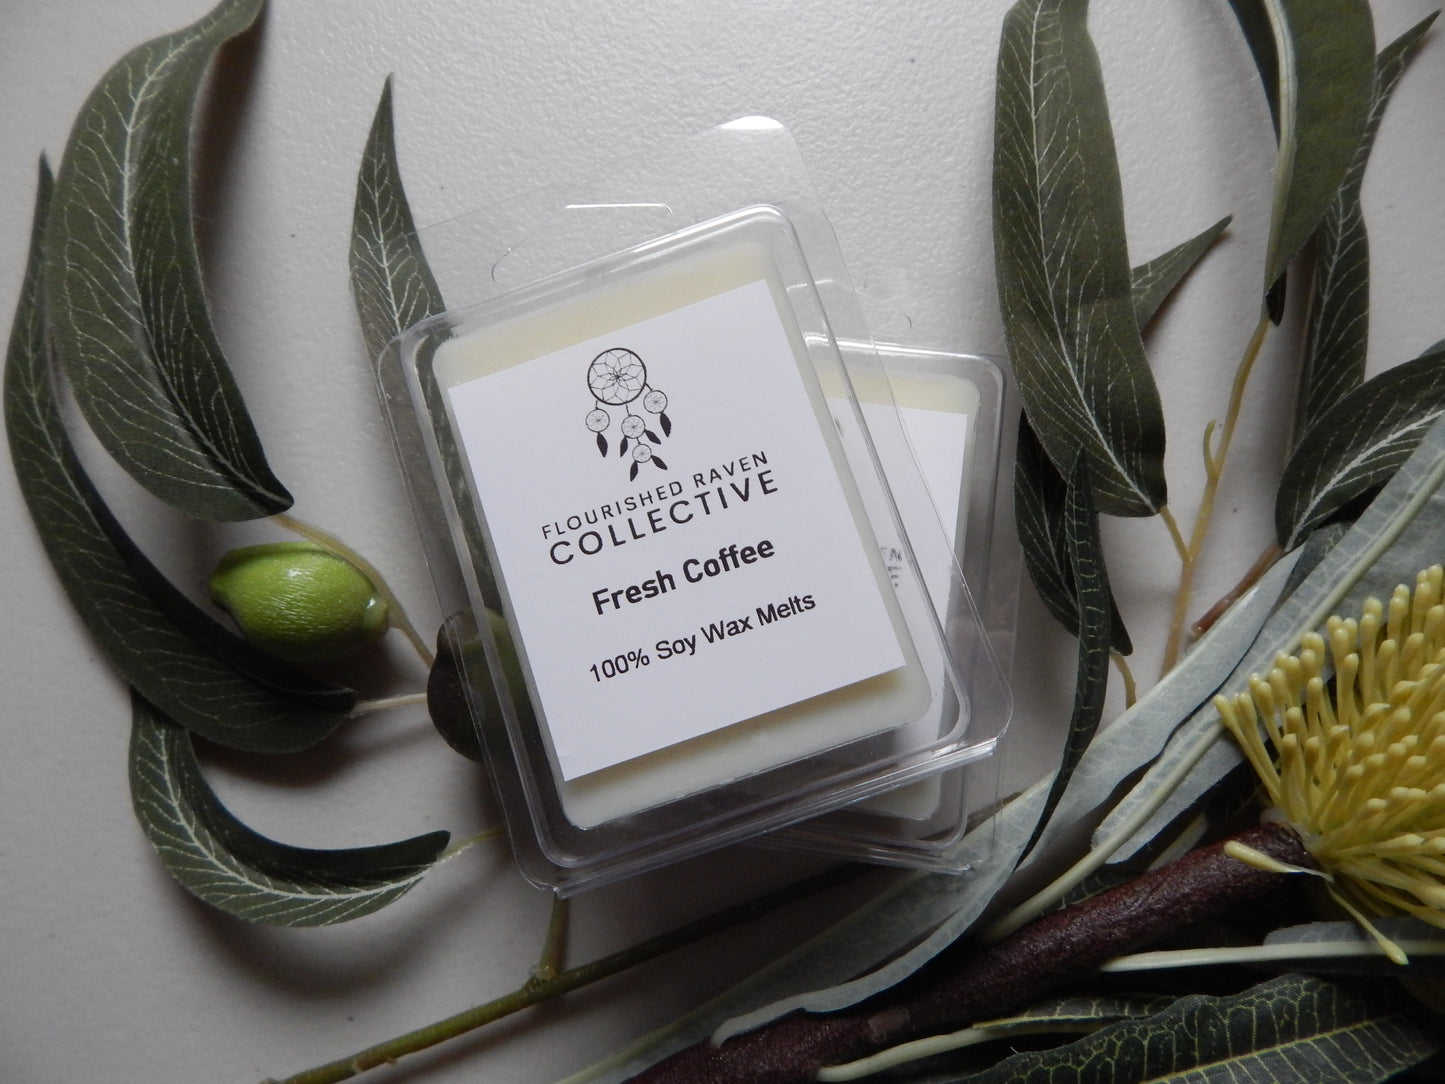 FLOURISHED RAVEN
COLLECTIVE
Fresh Coffee
100% Soy Wax Melts